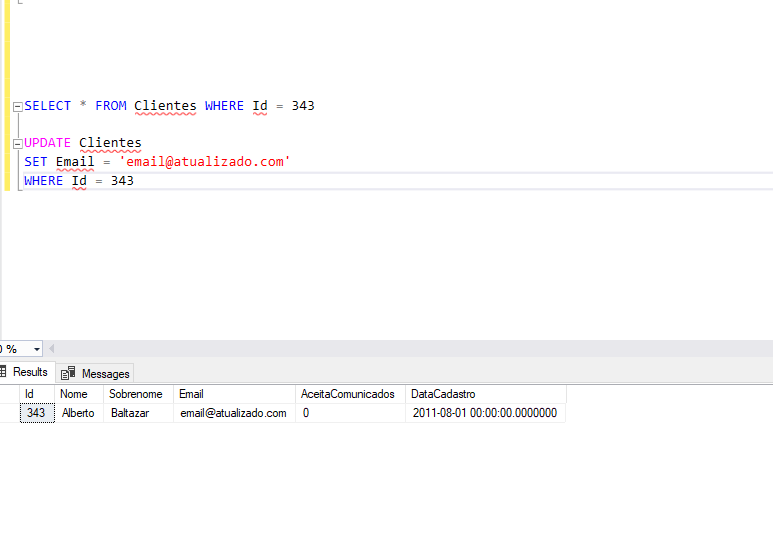 SELECT * FROM Clientes WHERE Id = 343
UPDATE Clientes
SET Email = 'email@atualizado.com'
WHERE Id = 343
%
Results Messages
Id Nome Sobrenome Email AceitaComunicados DataCadastro
343 Alberto Baltazar email@atualizado.com 0 2011-08-01 00:00:00.0000000